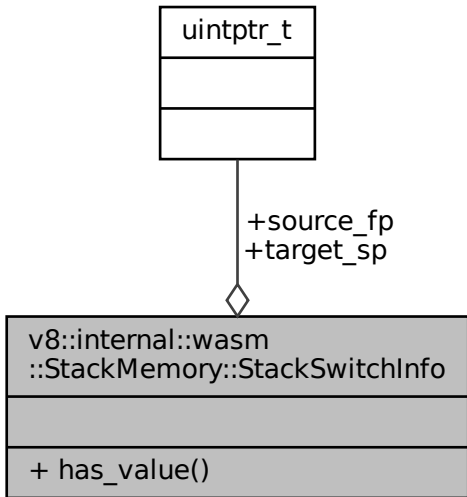 uintptr_t
+source_fp
+target_sp
v8::internal::wasm
::StackMemory::StackSwitchInfo
+ has_value()